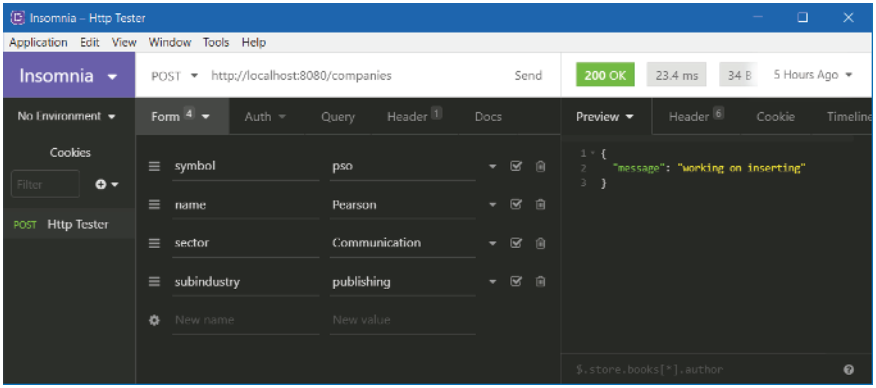 Insomnia – Http Tester
Application Edit View Window Tools Help
Insomnia
POST http://localhost:8080/companies Send
200 OK 23.4 ms 34 B 5 Hours Ago
No Environment
Cookies
Filter
POST Http Tester
Form 4 Auth Query Header 1 Docs
symbol pso
name Pearson
sector Communication
subindustry publishing
New name New value
Preview Header 6 Cookie Timeline
1 {
2 "message": "working on inserting"
3 }
$.store.books[*].author